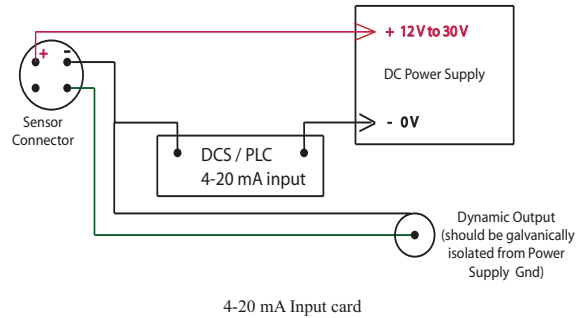 + 12V to 30V
+ -
DC Power Supply
Sensor
Connector
- 0V
DCS / PLC
4-20 mA input
Dynamic Output
(should be galvanically
isolated from Power
Supply Gnd)
4-20 mA Input card